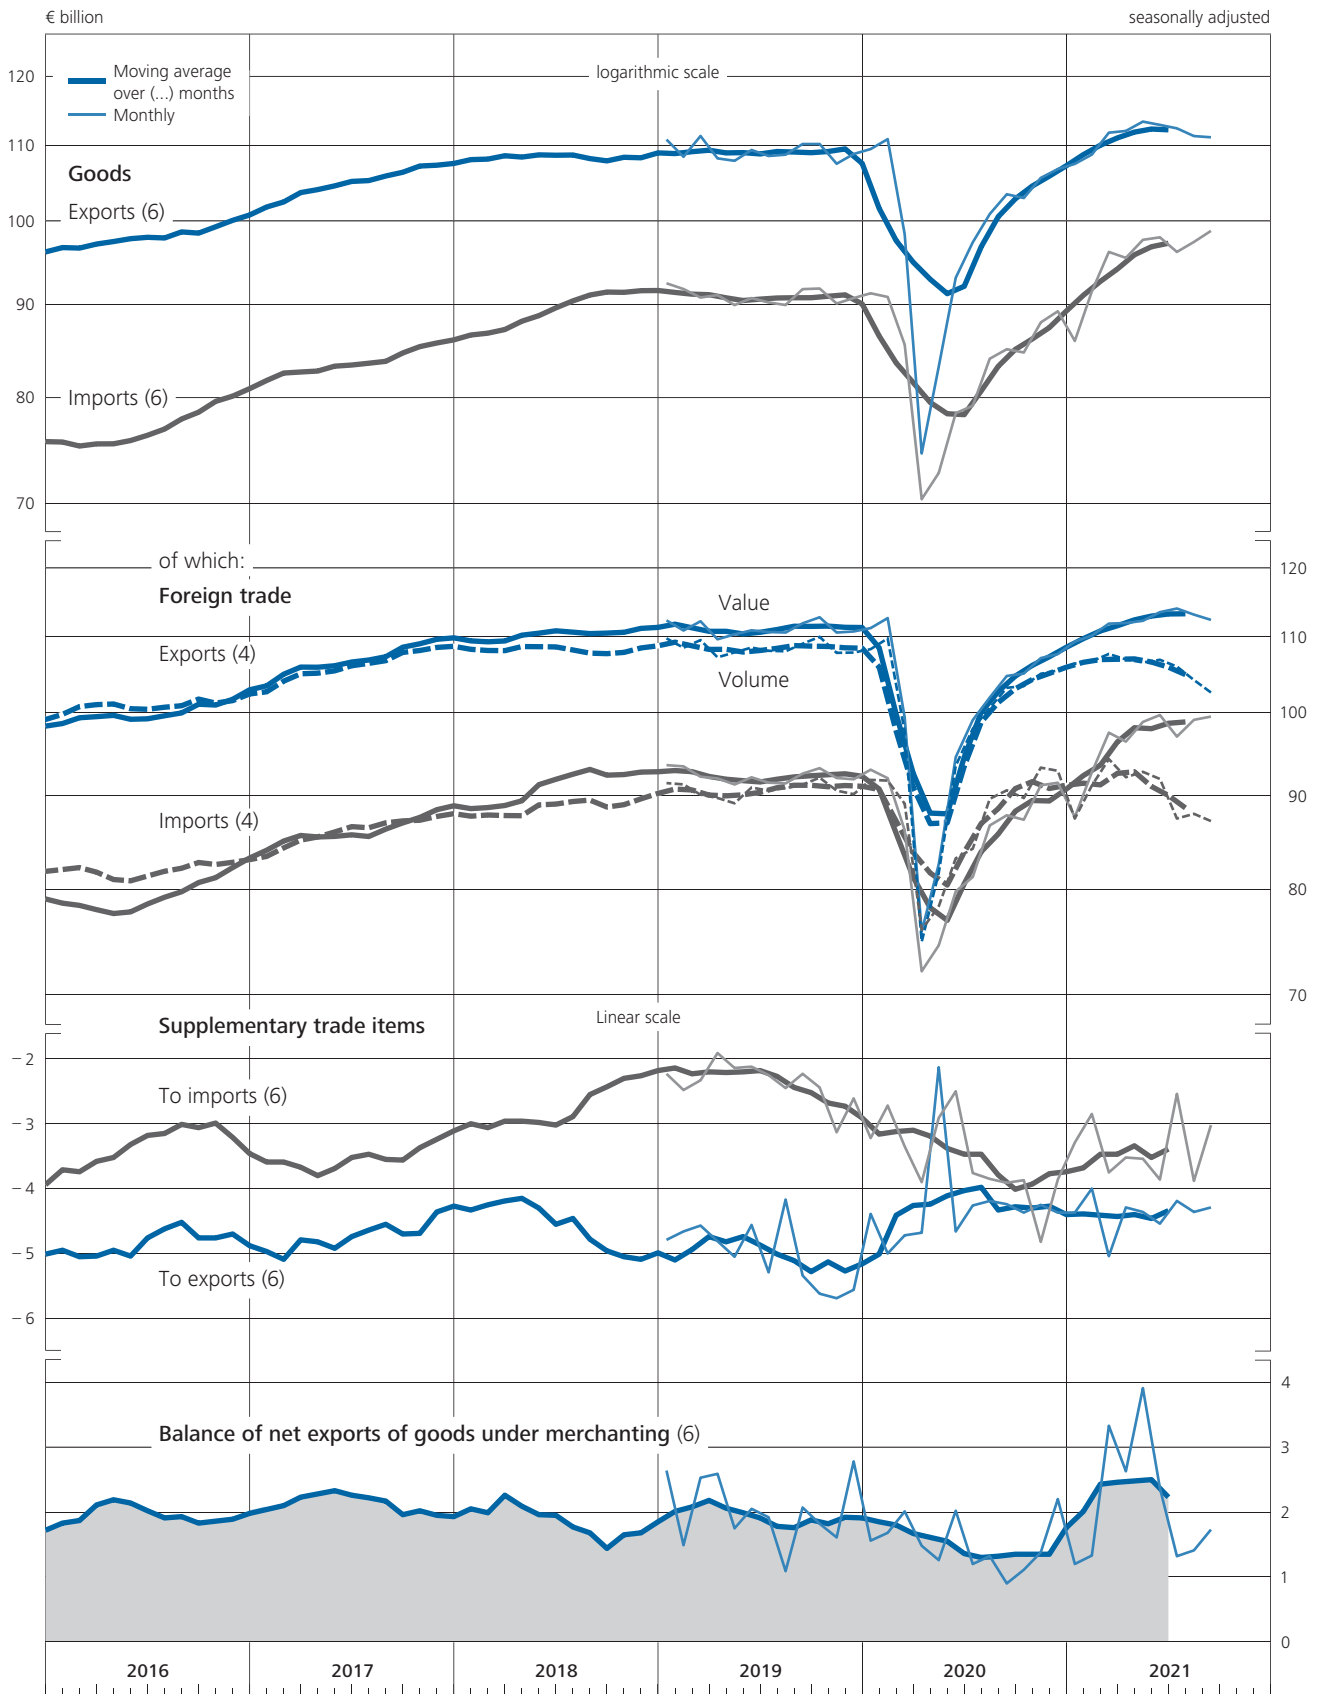 € billion
seasonally adjusted
120
Moving average
over (...) months
Monthly
logarithmic scale
110
Goods
Exports (6)
100
90
Imports (6)
80
70
of which:
120
Foreign trade
Value
110
Exports (4)
Volume
100
90
Imports (4)
80
70
Supplementary trade items
Linear scale
– 2
To imports (6)
– 3
– 4
– 5
To exports (6)
– 6
4
Balance of net exports of goods under merchanting (6)
3
2
1
0
2016 2017 2018 2019 2020 2021